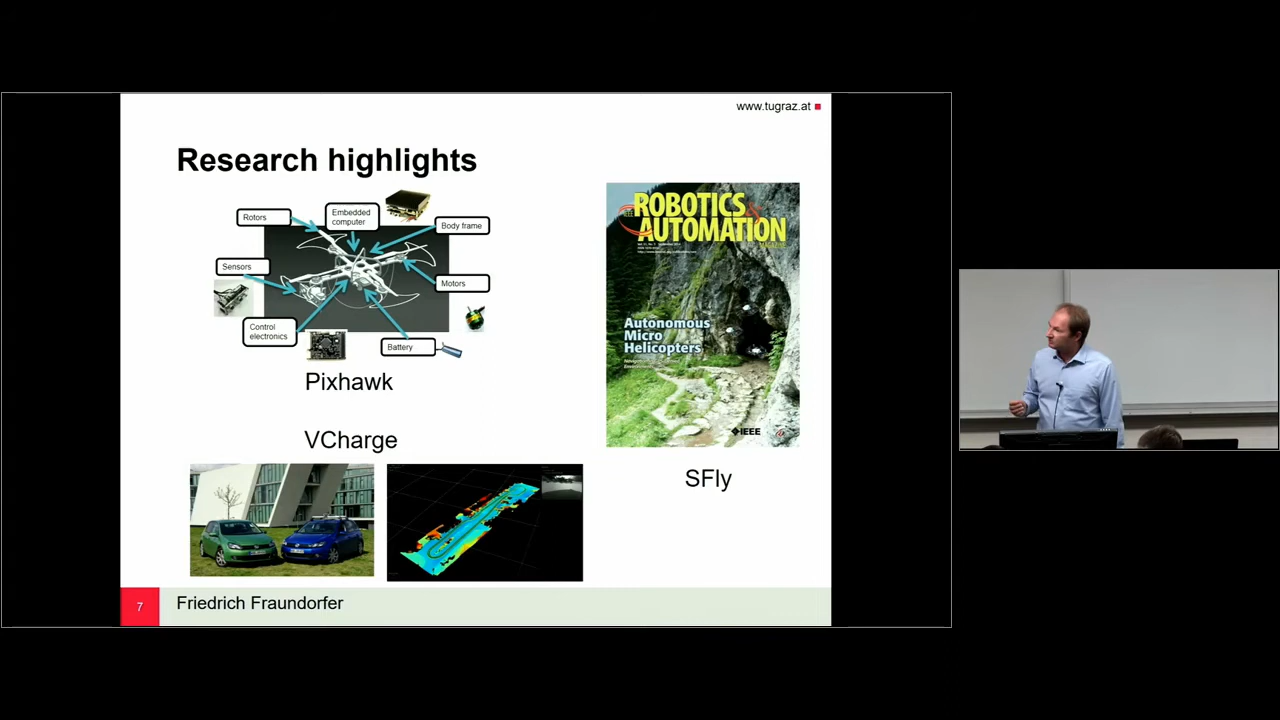 www.tugraz.at
Research highlights
Rotors
Embedded
computer
Body frame
Sensors
Motors
Control
electronics
Battery
Pixhawk
ROBOTICS
AUTOMATION
Autonomous
Micro
Helicopters
IEEE
SFly
VCharge
7
Friedrich Fraundorfer